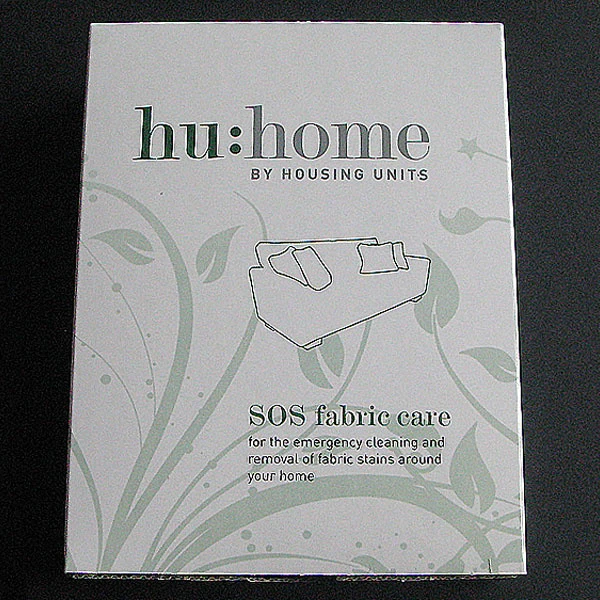 hu:home
BY HOUSING UNITS
SOS fabric care
for the emergency cleaning and
removal of fabric stains around
your home